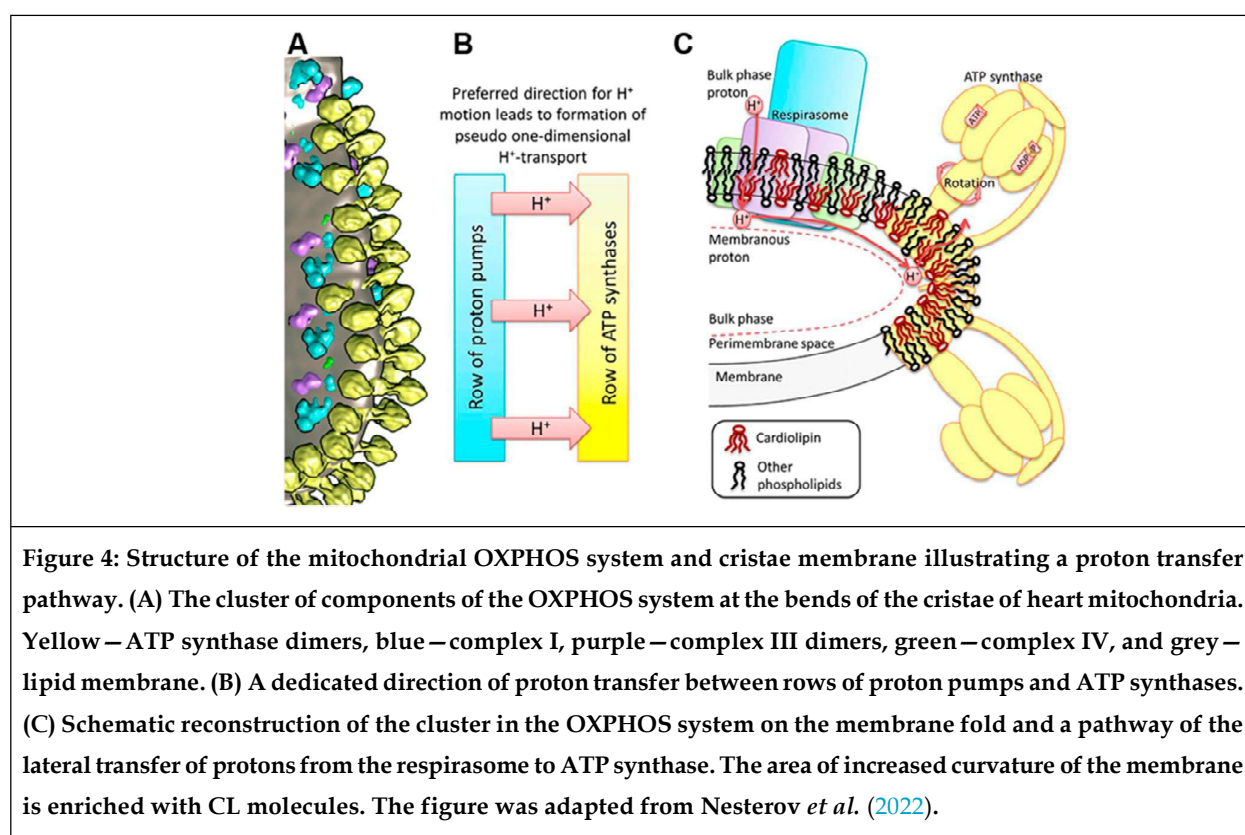 A
B
C
Preferred direction for H⁺
motion leads to formation of
pseudo one-dimensional
H⁺-transport
Row of proton pumps
H⁺
H⁺
H⁺
Row of ATP synthases
Bulk phase
proton
H⁺
Respirasome
ATP synthase
ATP
ADP
P
Rotation
H⁺
Membranous
proton
H⁺
Bulk phase
Perimembrane space
Membrane
Cardiolipin
Other
phospholipids
Figure 4: Structure of the mitochondrial OXPHOS system and cristae membrane illustrating a proton transfer
pathway. (A) The cluster of components of the OXPHOS system at the bends of the cristae of heart mitochondria.
Yellow—ATP synthase dimers, blue—complex I, purple—complex III dimers, green—complex IV, and grey—
lipid membrane. (B) A dedicated direction of proton transfer between rows of proton pumps and ATP synthases.
(C) Schematic reconstruction of the cluster in the OXPHOS system on the membrane fold and a pathway of the
lateral transfer of protons from the respirasome to ATP synthase. The area of increased curvature of the membrane
is enriched with CL molecules. The figure was adapted from Nesterov et al. (2022).